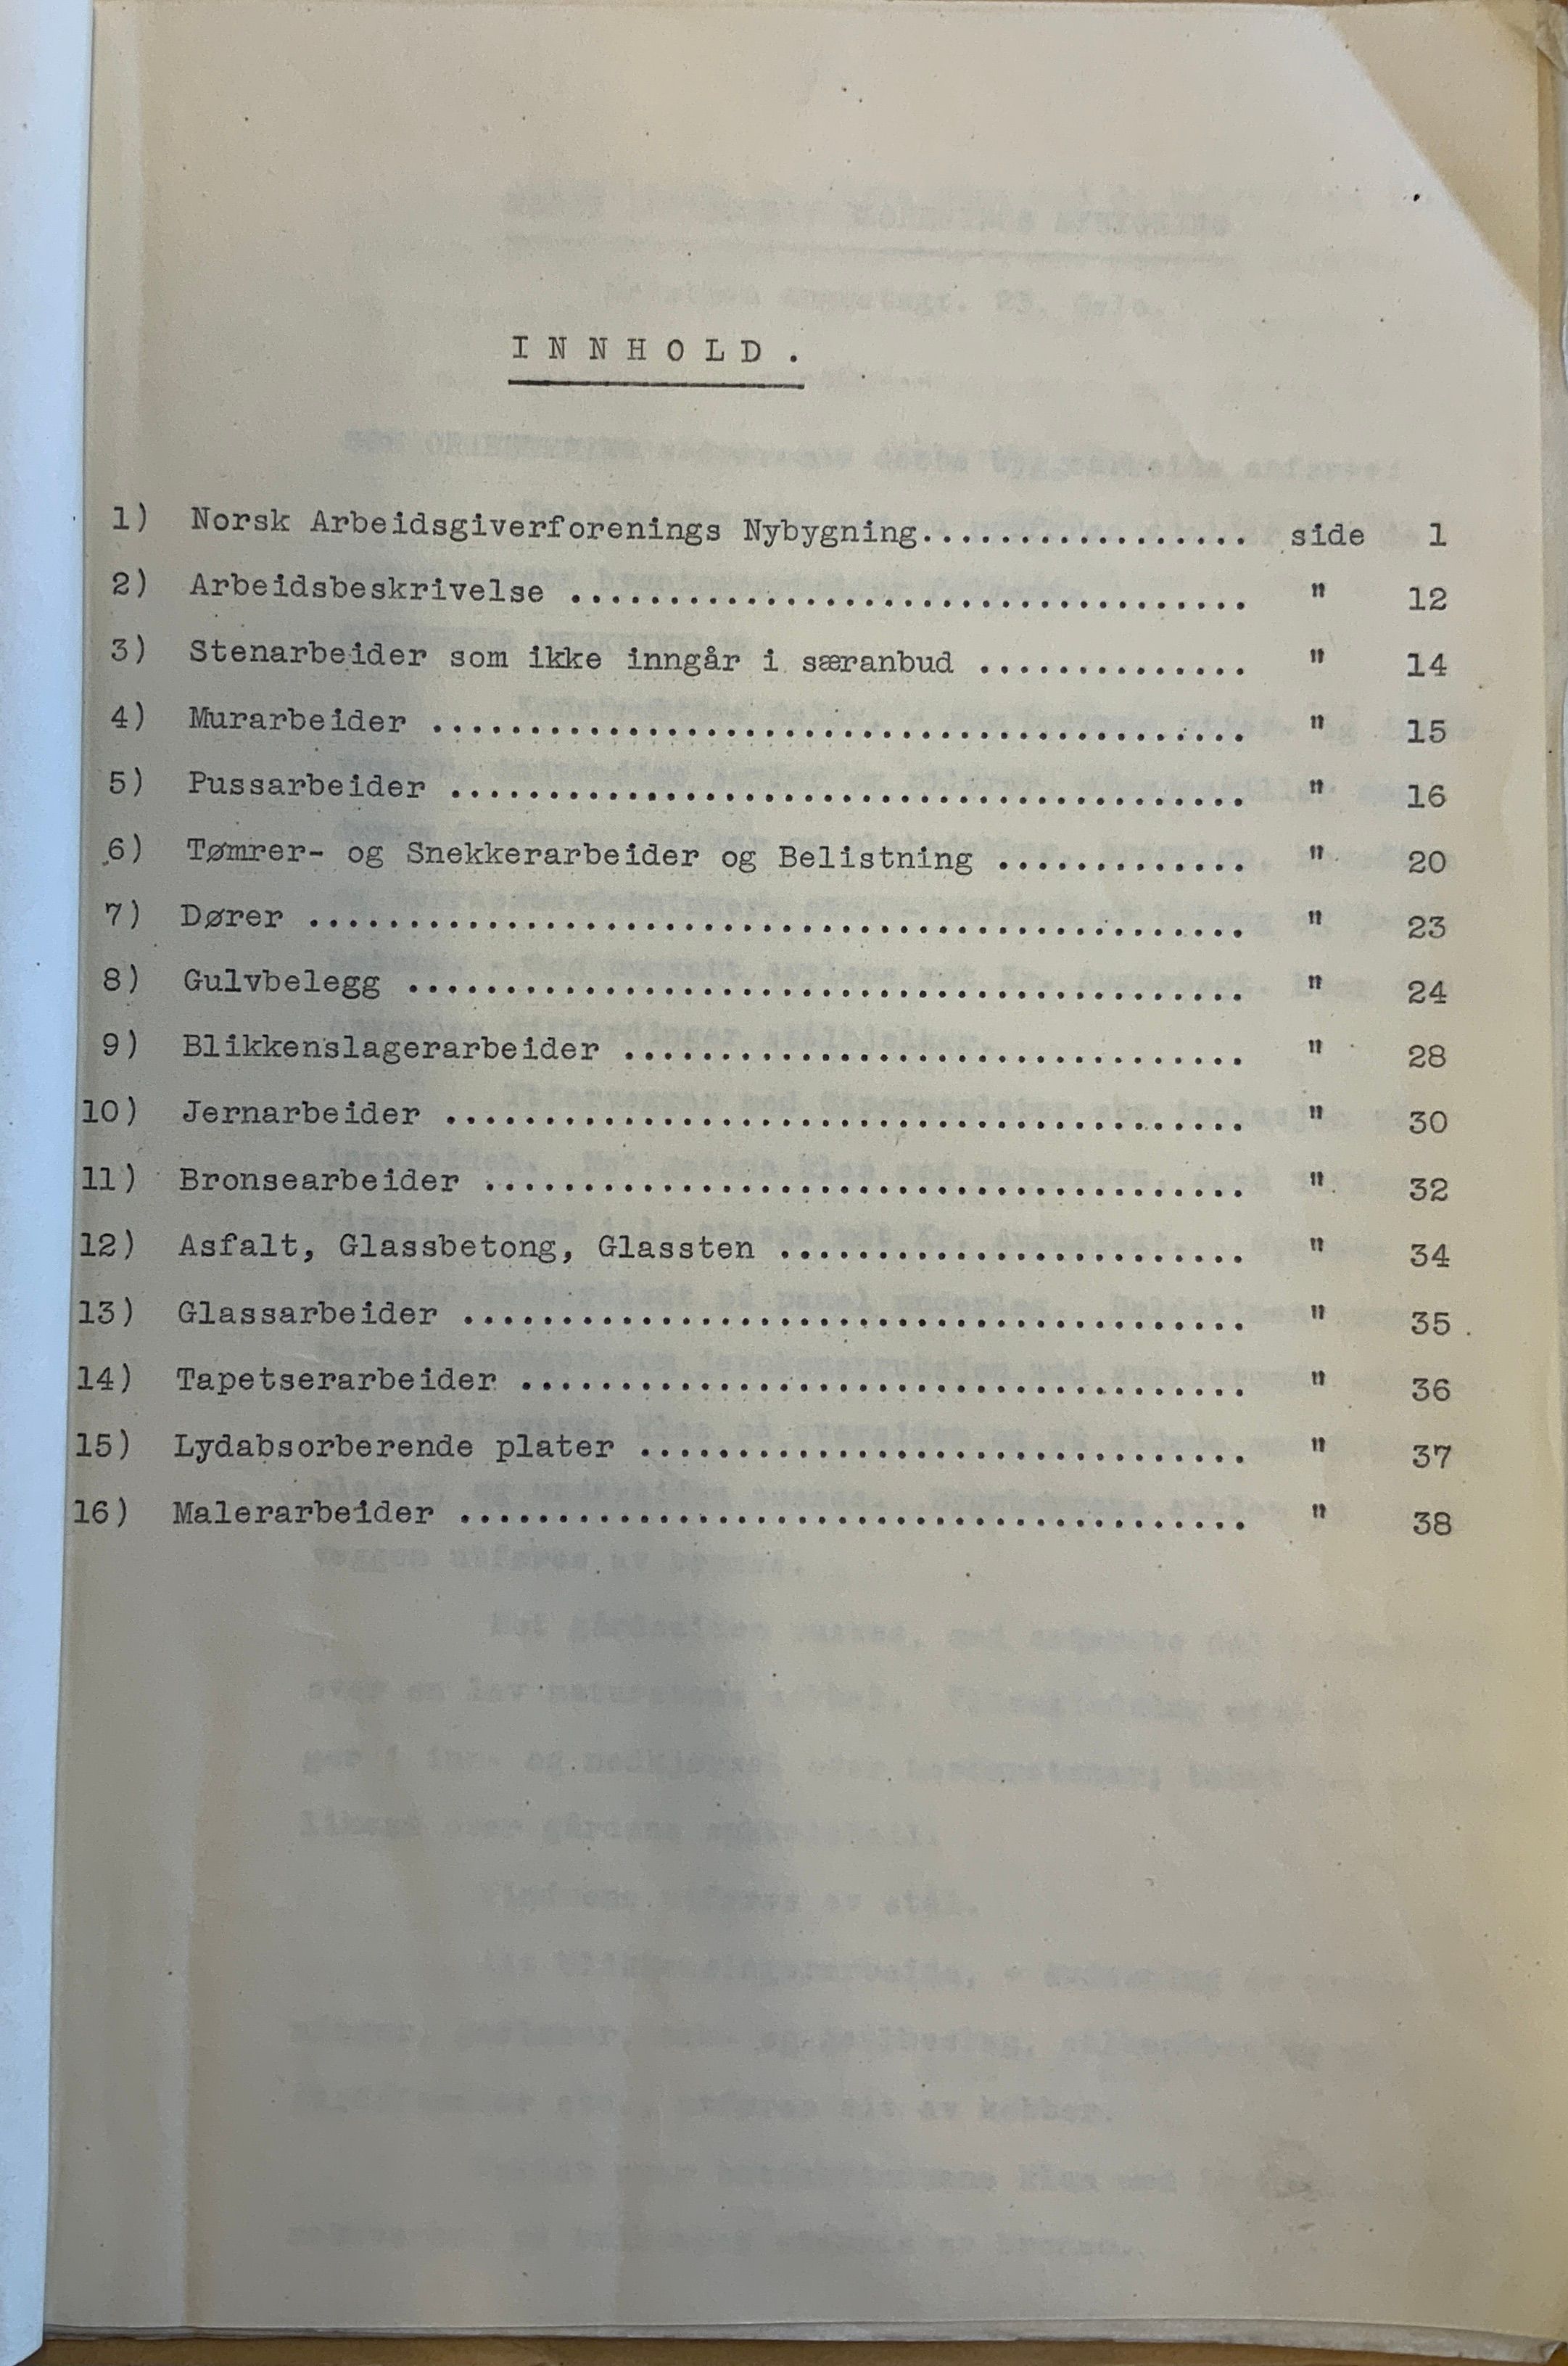 INNHOLD.
1) Norsk Arbeidsgiverforenings Nybygning................. side 1
2) Arbeidsbeskrivelse .................................. " 12
3) Stenarbeider som ikke inngår i særanbud .............. " 14
4) Murarbeider ......................................... " 15
5) Pussarbeider ........................................ " 16
6) Tømrer- og Snekkerarbeider og Belistning ............. " 20
7) Dører ............................................... " 23
8) Gulvbelegg .......................................... " 24
9) Blikkenslagerarbeider ............................... " 28
10) Jernarbeider ........................................ " 30
11) Bronsearbeider ...................................... " 32
12) Asfalt, Glassbetong, Glassten ........................ " 34
13) Glassarbeider ....................................... " 35
14) Tapetserarbeider ..................................... " 36
15) Lydabsorberende plater ............................... " 37
16) Malerarbeider ........................................ " 38